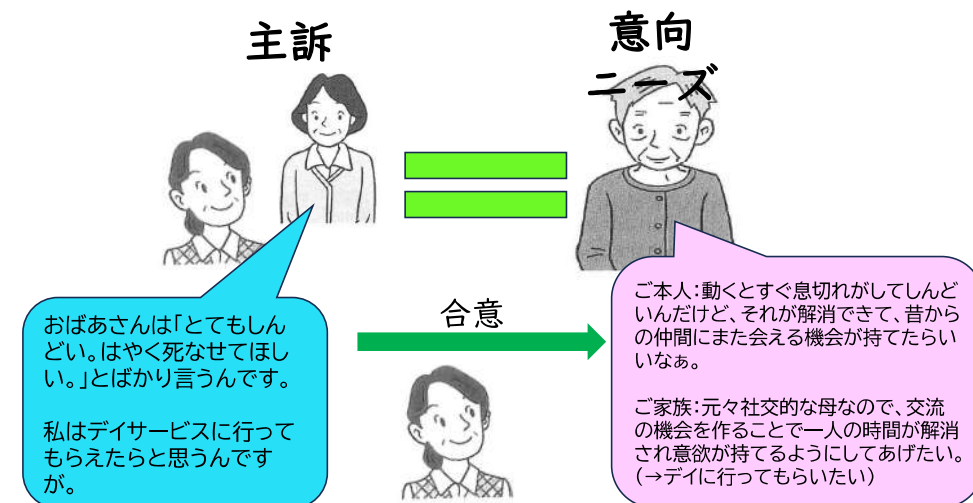 主訴
意向
ニーズ
おばあさんは「とてもしん
どい。はやく死なせてほし
い。」とばかり言うんです。
私はデイサービスに行って
もらえたらと思うんです
が。
合意
ご本人:動くとすぐ息切れがしてしんど
いんだけど、それが解消できて、昔から
の仲間にまた会える機会が持てたらい
いなぁ。
ご家族:元々社交的な母なので、交流
の機会を作ることで一人の時間が解消
され意欲が持てるようにしてあげたい。
(→デイに行ってもらいたい)